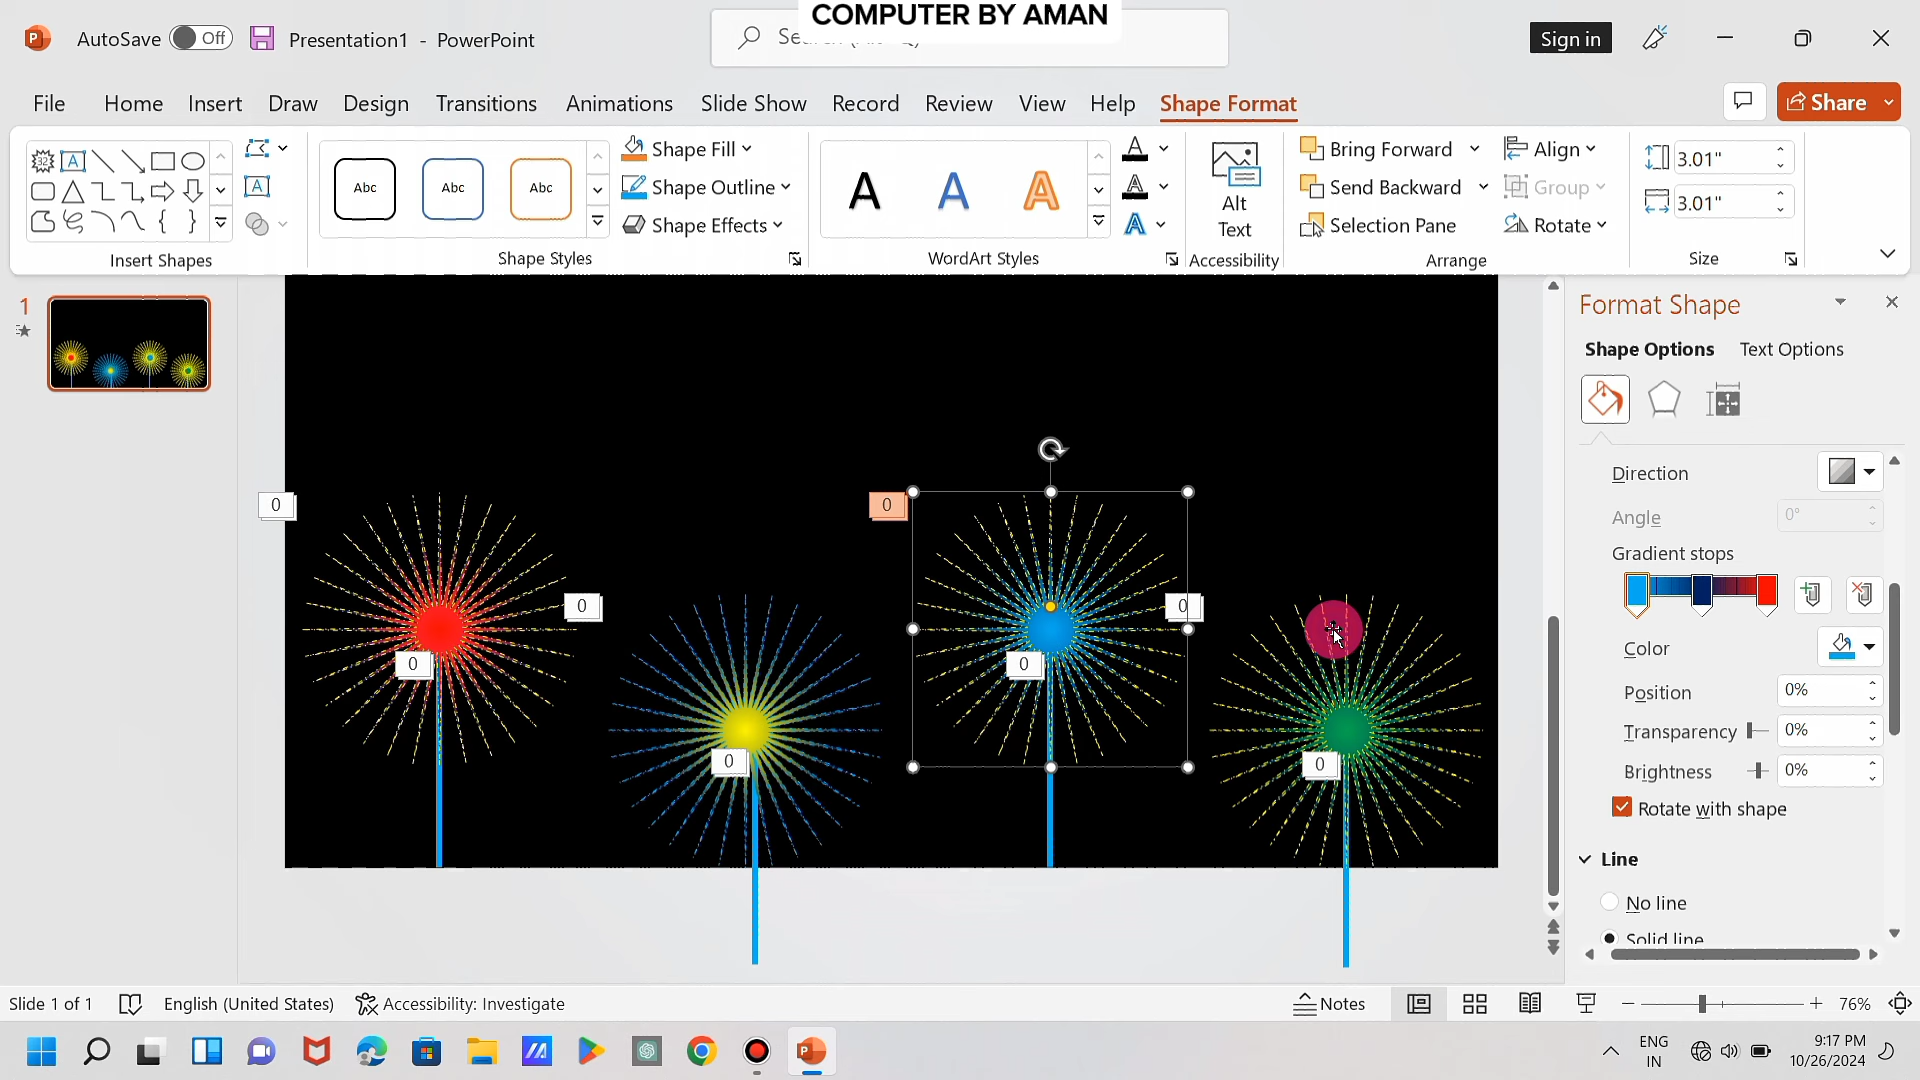 COMPUTER BY AMAN
AutoSave Off Presentation1 - PowerPoint
Sign in
File Home Insert Draw Design Transitions Animations Slide Show Record Review View Help Shape Format
Share
Abc Abc Abc
Shape Fill
Shape Outline
Shape Effects
A A A
Alt
Text
Bring Forward
Send Backward
Selection Pane
Align
Group
Rotate
3.01"
3.01"
Insert Shapes Shape Styles WordArt Styles Accessibility Arrange Size
1
0
0
0
0
0
0
0
0
Format Shape
Shape Options Text Options
Direction
Angle 0°
Gradient stops
Color
Position 0%
Transparency 0%
Brightness 0%
Rotate with shape
Line
No line
Solid line
Slide 1 of 1 English (United States) Accessibility: Investigate Notes 76%
ENG
IN
9:17 PM
10/26/2024